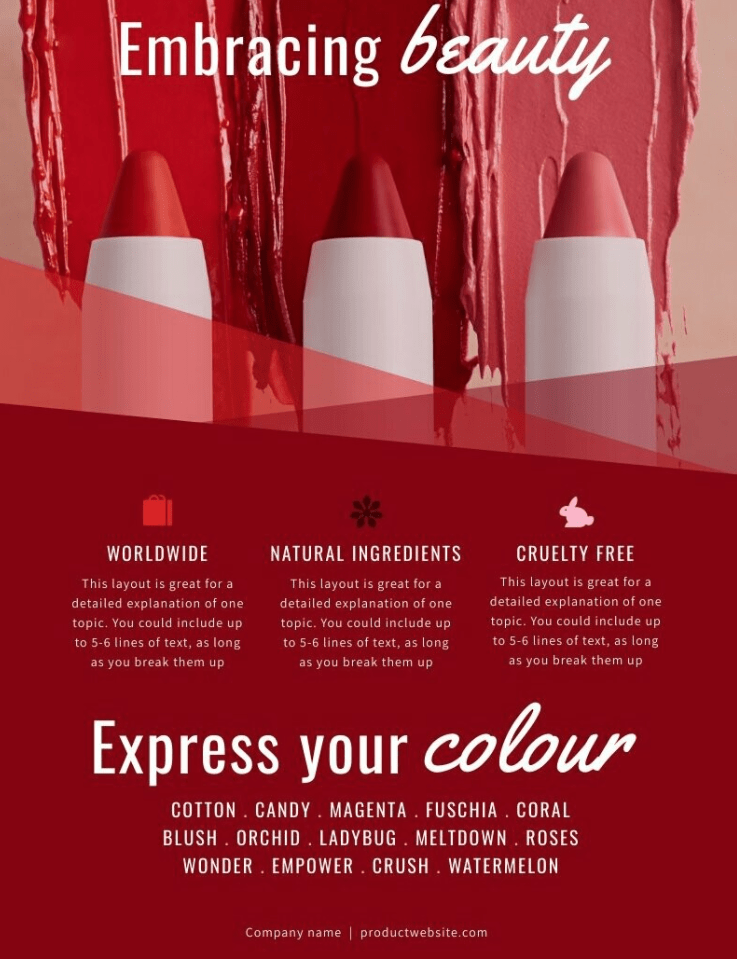 Embracing beauty
WORLDWIDE
This layout is great for a
detailed explanation of one
topic. You could include up
to 5-6 lines of text, as long
as you break them up
NATURAL INGREDIENTS
This layout is great for a
detailed explanation of one
topic. You could include up
to 5-6 lines of text, as long
as you break them up
CRUELTY FREE
This layout is great for a
detailed explanation of one
topic. You could include up
to 5-6 lines of text, as long
as you break them up
Express your colour
COTTON . CANDY . MAGENTA . FUSCHIA . CORAL
BLUSH . ORCHID . LADYBUG . MELTDOWN . ROSES
WONDER . EMPOWER . CRUSH . WATERMELON
Company name | productwebsite.com